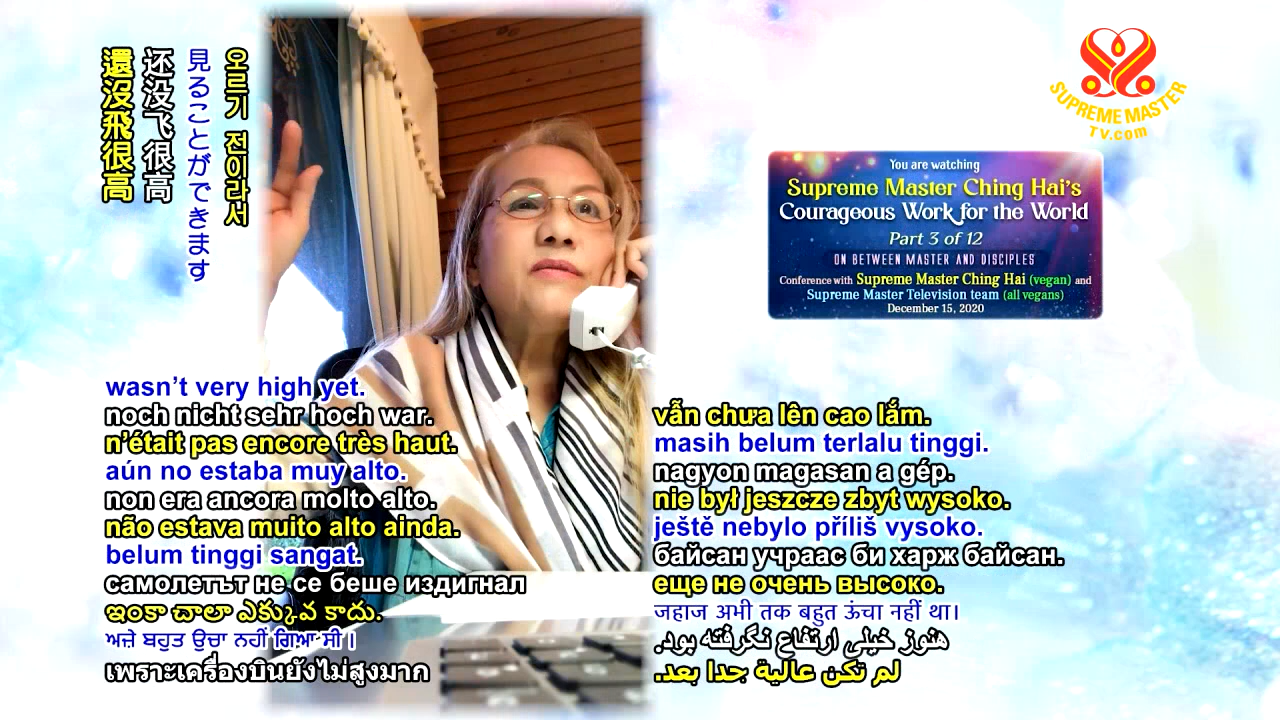 還沒飛很高
还没飞很高
見ることができます
오르기 전이라서
SUPREME MASTER
TV.com
You are watching
Supreme Master Ching Hai's
Courageous Work for the World
Part 3 of 12
ON BETWEEN MASTER AND DISCIPLES
Conference with Supreme Master Ching Hai (vegan) and
Supreme Master Television team (all vegans)
December 15, 2020
wasn't very high yet.
noch nicht sehr hoch war.
n'était pas encore très haut.
aún no estaba muy alto.
non era ancora molto alto.
não estava muito alto ainda.
belum tinggi sangat.
самолетът не се беше издигнал
ఇంకా చాలా ఎక్కువ కాదు.
ਅਜੇ ਬਹੁਤ ਉਚਾ ਨਹੀਂ ਗਿਆ ਸੀ।
เพราะเครื่องบินยังไม่สูงมาก
vẫn chưa lên cao lắm.
masih belum terlalu tinggi.
nagyon magasan a gép.
nie był jeszcze zbyt wysoko.
ještě nebylo příliš vysoko.
байсан учраас би харж байсан.
еще не очень высоко.
जहाज अभी तक बहुत ऊंचा नहीं था।
هنوز خیلی ارتفاع نگرفته بود.
لم تكن عالية جدا بعد.